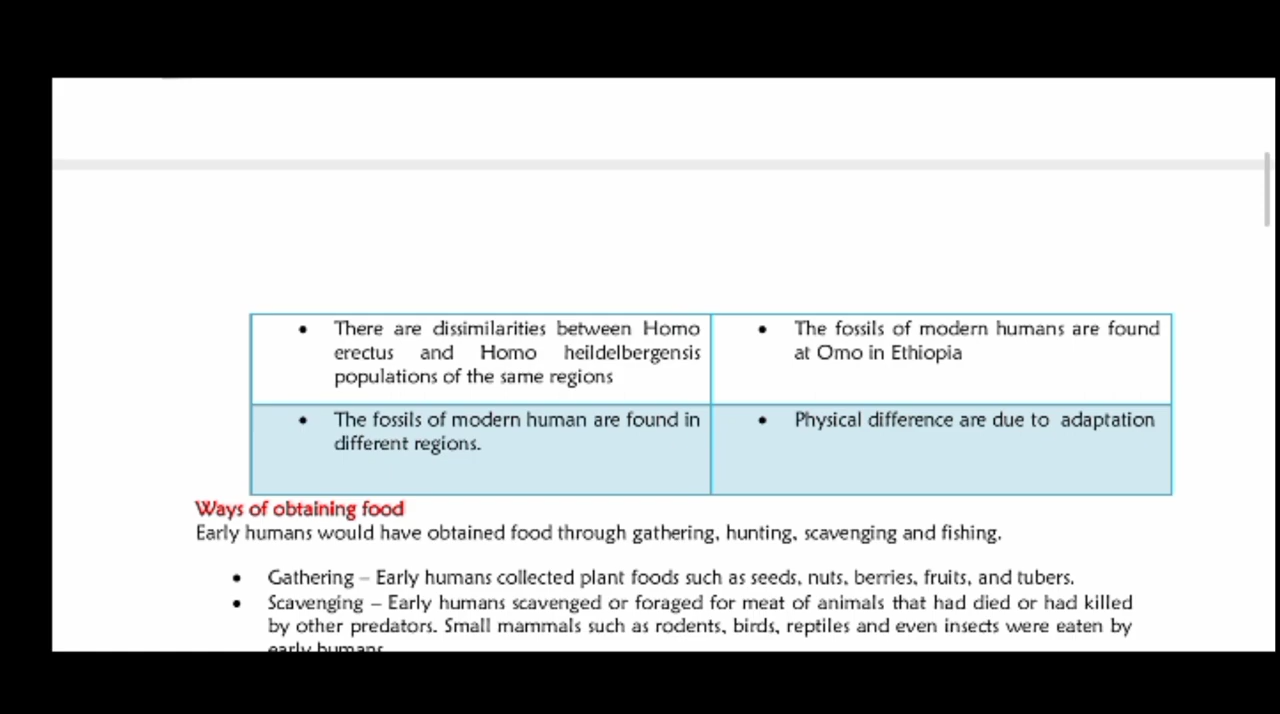 • There are dissimilarities between Homo
erectus and Homo heildelbergensis
populations of the same regions
• The fossils of modern humans are found
at Omo in Ethiopia
• The fossils of modern human are found in
different regions.
• Physical difference are due to adaptation
Ways of obtaining food
Early humans would have obtained food through gathering, hunting, scavenging and fishing.
• Gathering – Early humans collected plant foods such as seeds, nuts, berries, fruits, and tubers.
• Scavenging – Early humans scavenged or foraged for meat of animals that had died or had killed
by other predators. Small mammals such as rodents, birds, reptiles and even insects were eaten by
early humans